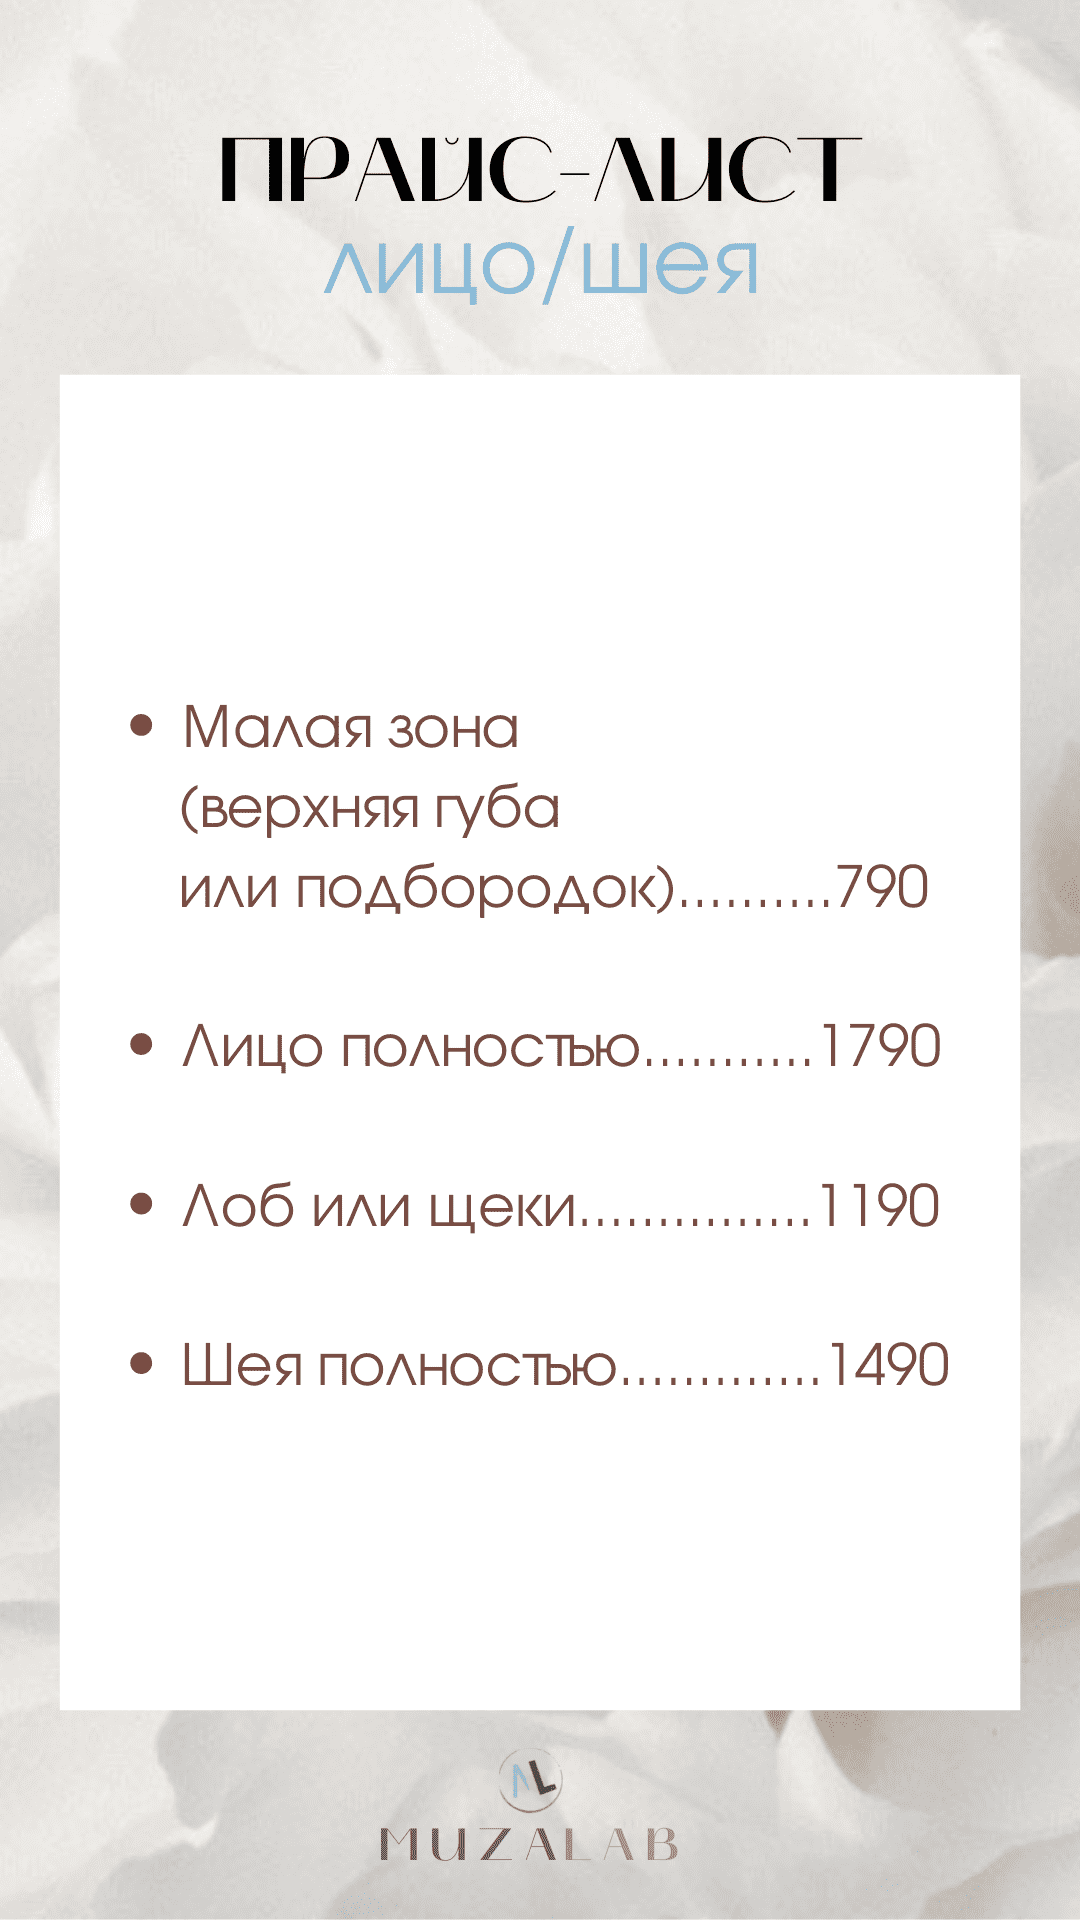 ПРАЙС-ЛИСТ
лицо/шея
• Малая зона
(верхняя губа
или подбородок)..........790
• Лицо полностью...........1790
• Лоб или щеки...............1190
• Шея полностью.............1490
ML
MUZALAB